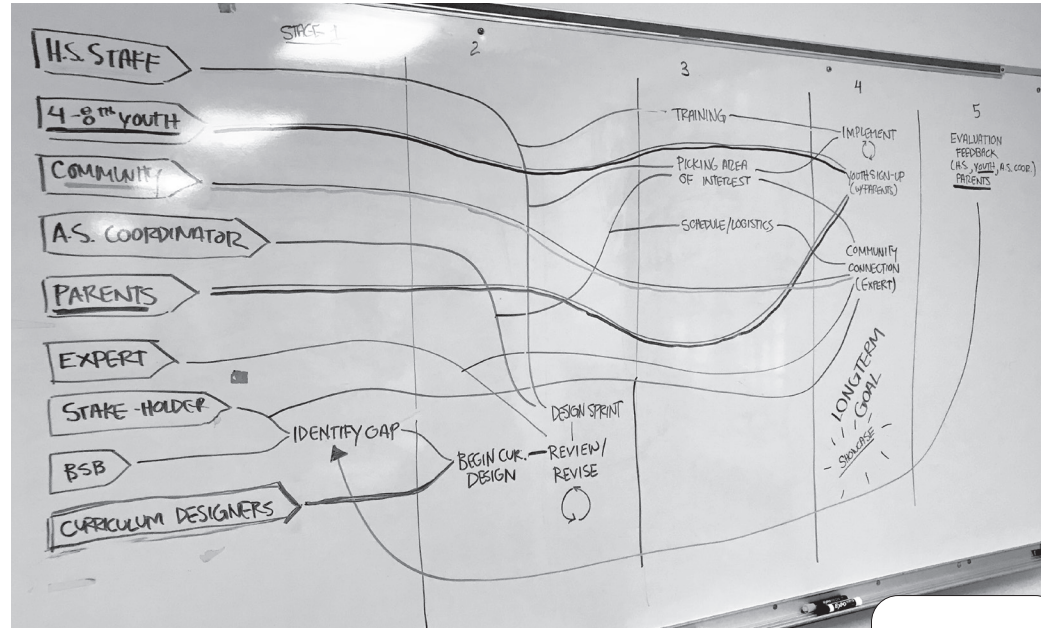 STAGE 1
2
3
4
5
H.S. STAFF
4-8TH YOUTH
COMMUNITY
A.S. COORDINATOR
PARENTS
EXPERT
STAKE-HOLDER
BSB
CURRICULUM DESIGNERS
IDENTIFY GAP
BEGIN CUR.
DESIGN
DESIGN SPRINT
REVIEW/
REVISE
TRAINING
PICKING AREA
OF INTEREST
SCHEDULE/LOGISTICS
IMPLEMENT
YOUTH SIGN-UP
(W/PARENTS)
COMMUNITY
CONNECTION
(EXPERT)
LONGTERM
GOAL
SHOWCASE
EVALUATION
FEEDBACK
(H.S., YOUTH, A.S. COOR.)
PARENTS